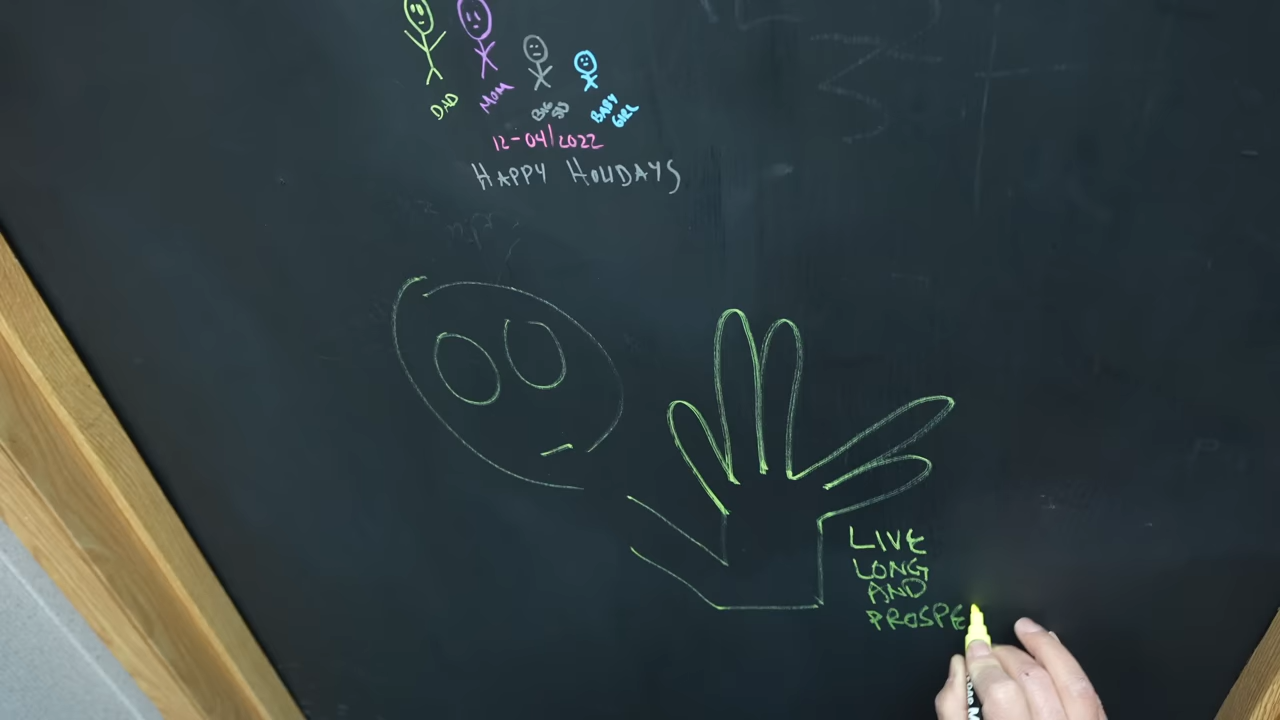 DAD
MOM
BABY
GIRL
12-04/2022
HAPPY HOLIDAYS
LIVE
LONG
AND
PROSPE